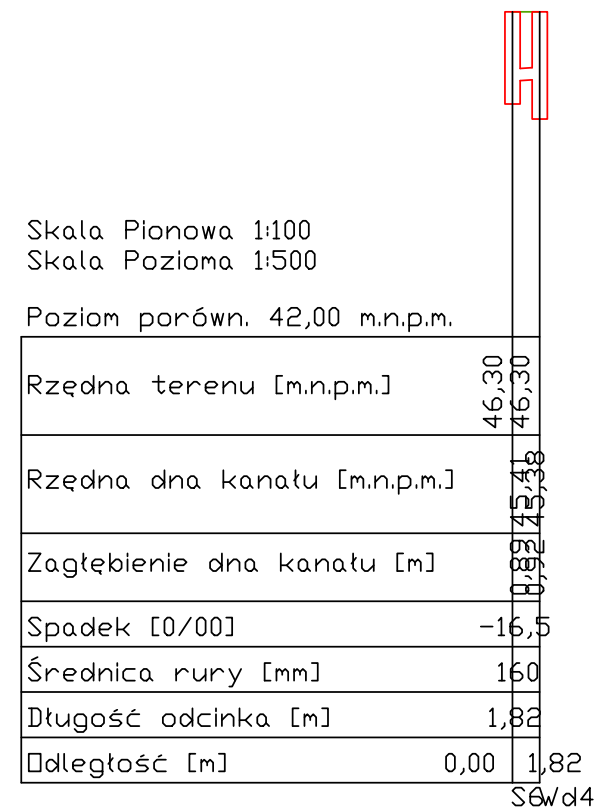 Skala Pionowa 1:100
Skala Pozioma 1:500
Poziom porówn. 42,00 m.n.p.m.
Rzędna terenu [m.n.p.m.] 46,30 46,30
Rzędna dna kanału [m.n.p.m.] 45,41 45,38
Zagłębienie dna kanału [m] 0,89 0,92
Spadek [0/00] -16,5
Średnica rury [mm] 160
Długość odcinka [m] 1,82
Odległość [m] 0,00 1,82
S6 Wd4